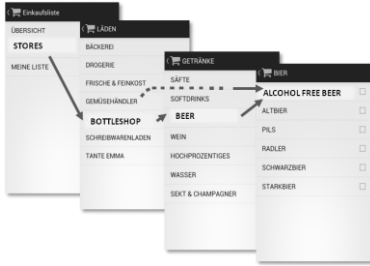 Einkaufsliste
ÜBERSICHT
STORES
MEINE LISTE
LÄDEN
BÄCKEREI
DROGERIE
FRISCHE & FEINKOST
GEMÜSEHÄNDLER
BOTTLESHOP
SCHREIBWARENLADEN
TANTE EMMA
GETRÄNKE
SÄFTE
SOFTDRINKS
BEER
WEIN
HOCHPROZENTIGES
WASSER
SEKT & CHAMPAGNER
BIER
ALCOHOL FREE BEER
ALTBIER
PILS
RADLER
SCHWARZBIER
STARKBIER